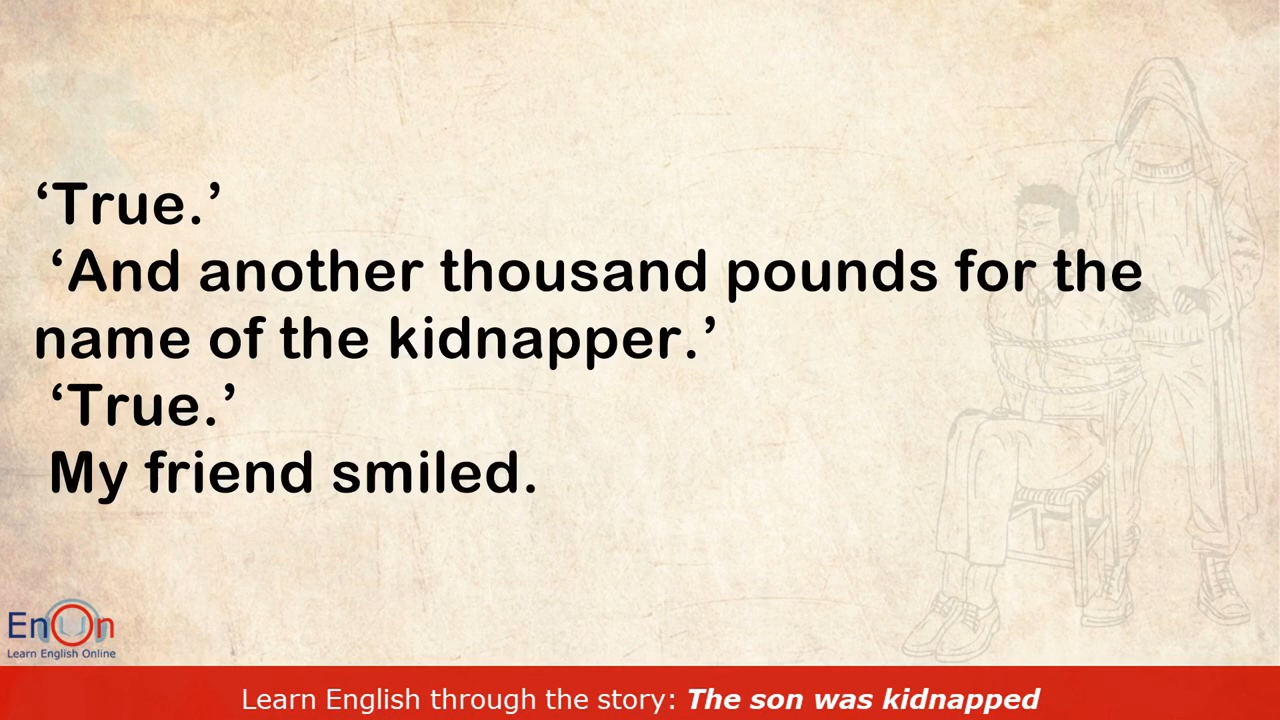 ‘True.’
‘And another thousand pounds for the
name of the kidnapper.’
‘True.’
My friend smiled.
EnOn
Learn English Online
Learn English through the story: The son was kidnapped